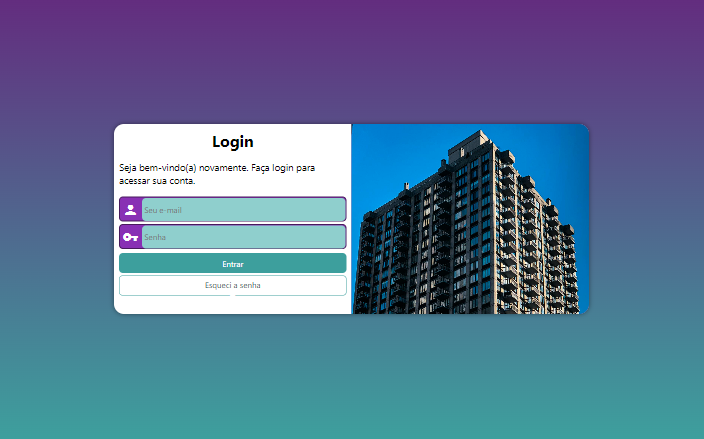 Login
Seja bem-vindo(a) novamente. Faça login para
acessar sua conta.
Seu e-mail
Senha
Entrar
Esqueci a senha